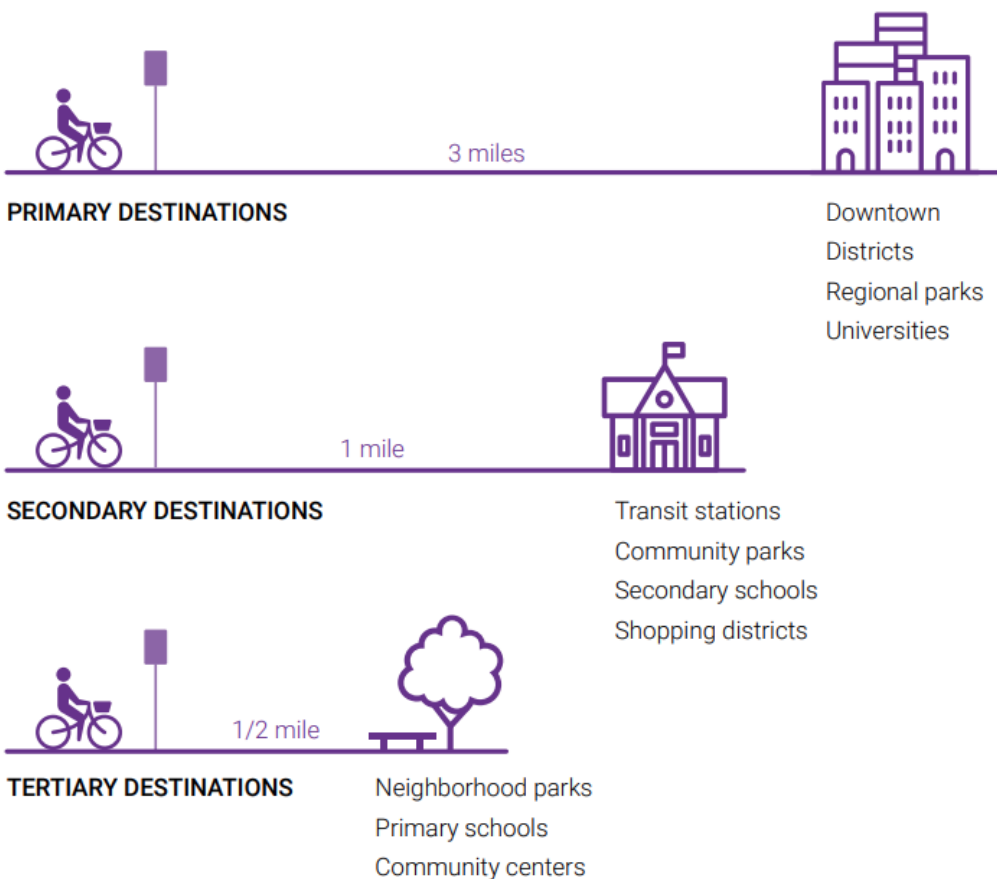 3 miles
PRIMARY DESTINATIONS
Downtown
Districts
Regional parks
Universities
1 mile
SECONDARY DESTINATIONS
Transit stations
Community parks
Secondary schools
Shopping districts
1/2 mile
TERTIARY DESTINATIONS
Neighborhood parks
Primary schools
Community centers